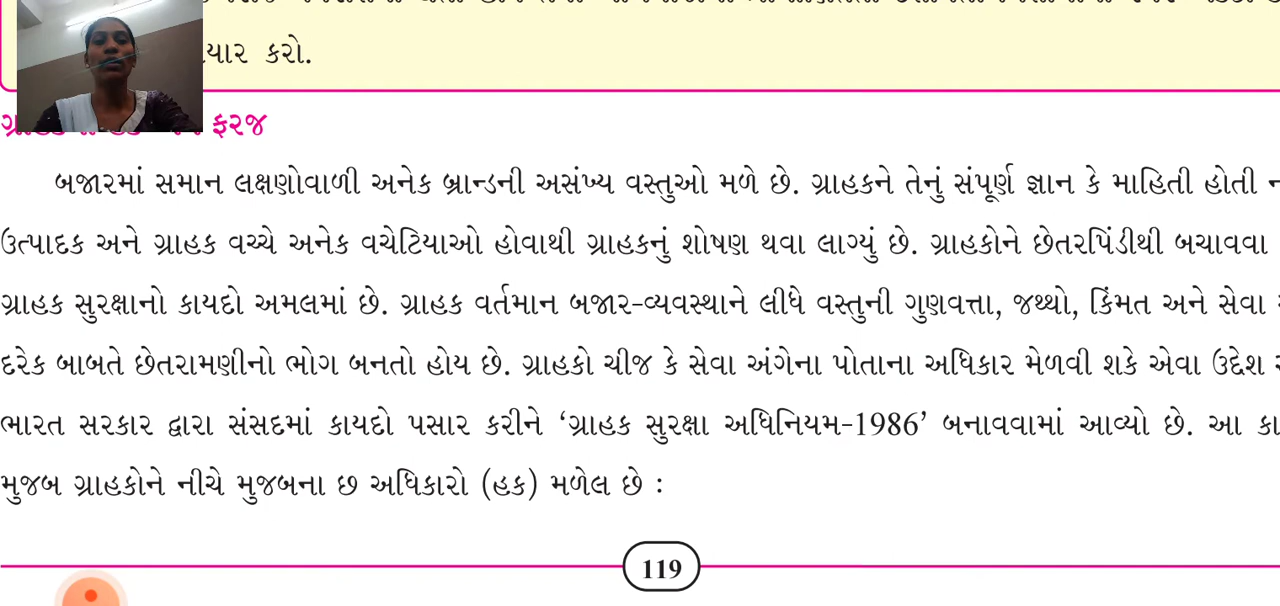 યાર કરો.
ફરજ
બજારમાં સમાન લક્ષણોવાળી અનેક બ્રાન્ડની અસંખ્ય વસ્તુઓ મળે છે. ગ્રાહકને તેનું સંપૂર્ણ જ્ઞાન કે માહિતી હોતી
ઉત્પાદક અને ગ્રાહક વચ્ચે અનેક વચેટિયાઓ હોવાથી ગ્રાહકનું શોષણ થવા લાગ્યું છે. ગ્રાહકોને છેતરપિંડીથી બચાવવા
ગ્રાહક સુરક્ષાનો કાયદો અમલમાં છે. ગ્રાહક વર્તમાન બજાર-વ્યવસ્થાને લીધે વસ્તુની ગુણવત્તા, જથ્થો, કિંમત અને સેવા
દરેક બાબતે છેતરામણીનો ભોગ બનતો હોય છે. ગ્રાહકો ચીજ કે સેવા અંગેના પોતાના અધિકાર મેળવી શકે એવા ઉદ્દેશ
ભારત સરકાર દ્વારા સંસદમાં કાયદો પસાર કરીને ‘ગ્રાહક સુરક્ષા અધિનિયમ-1986’ બનાવવામાં આવ્યો છે. આ કા
મુજબ ગ્રાહકોને નીચે મુજબના છ અધિકારો (હક) મળેલ છે :
119